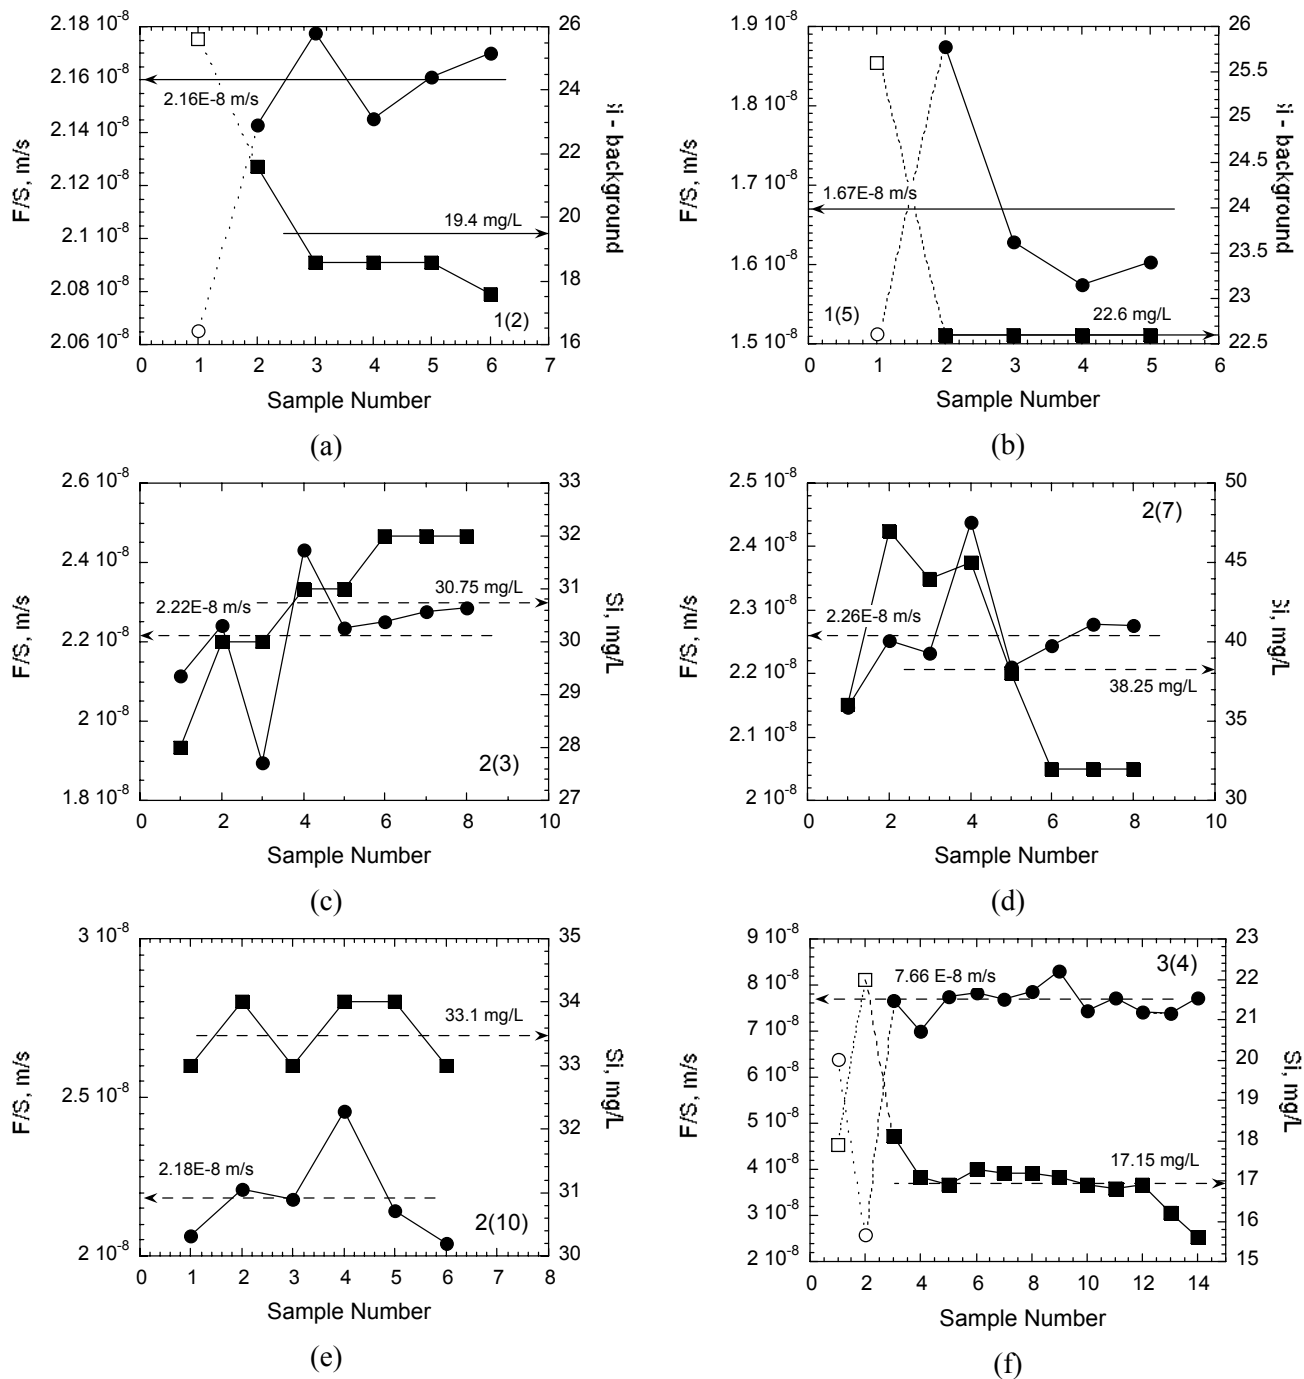 2.18 10⁻⁸
2.16 10⁻⁸
2.14 10⁻⁸
2.12 10⁻⁸
2.1 10⁻⁸
2.08 10⁻⁸
2.06 10⁻⁸
F/S, m/s
26
24
22
20
18
16
Si - background
2.16E-8 m/s
19.4 mg/L
1(2)
0 1 2 3 4 5 6 7
Sample Number
(a)
1.9 10⁻⁸
1.8 10⁻⁸
1.7 10⁻⁸
1.6 10⁻⁸
1.5 10⁻⁸
F/S, m/s
26
25.5
25
24.5
24
23.5
23
22.5
Si - background
1.67E-8 m/s
22.6 mg/L
1(5)
0 1 2 3 4 5 6
Sample Number
(b)
2.6 10⁻⁸
2.4 10⁻⁸
2.2 10⁻⁸
2 10⁻⁸
1.8 10⁻⁸
F/S, m/s
33
32
31
30
29
28
27
Si, mg/L
30.75 mg/L
2.22E-8 m/s
2(3)
0 2 4 6 8 10
Sample Number
(c)
2.5 10⁻⁸
2.4 10⁻⁸
2.3 10⁻⁸
2.2 10⁻⁸
2.1 10⁻⁸
2 10⁻⁸
F/S, m/s
50
45
40
35
30
Si, mg/L
2(7)
2.26E-8 m/s
38.25 mg/L
0 2 4 6 8 10
Sample Number
(d)
3 10⁻⁸
2.5 10⁻⁸
2 10⁻⁸
F/S, m/s
35
34
33
32
31
30
Si, mg/L
33.1 mg/L
2.18E-8 m/s
2(10)
0 1 2 3 4 5 6 7 8
Sample Number
(e)
9 10⁻⁸
8 10⁻⁸
7 10⁻⁸
6 10⁻⁸
5 10⁻⁸
4 10⁻⁸
3 10⁻⁸
2 10⁻⁸
F/S, m/s
23
22
21
20
19
18
17
16
15
Si, mg/L
3(4)
7.66 E-8 m/s
17.15 mg/L
0 2 4 6 8 10 12 14
Sample Number
(f)